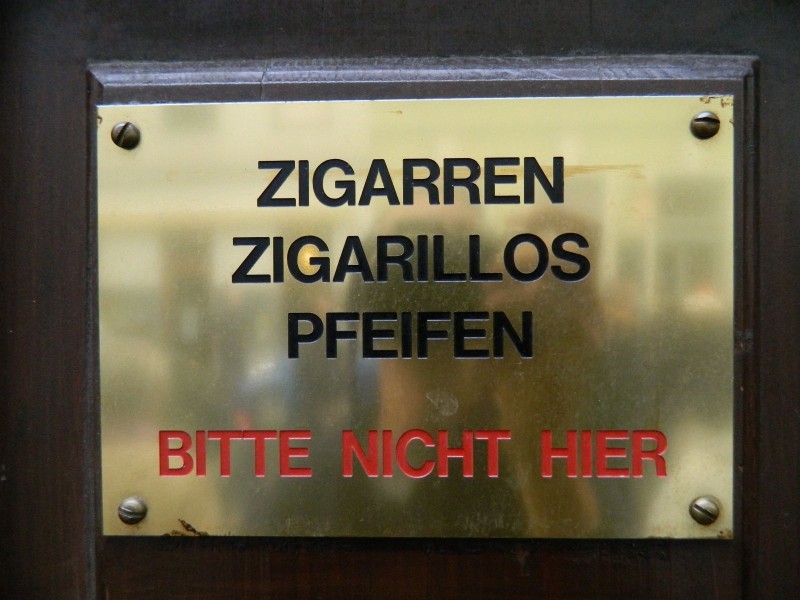 ZIGARREN
ZIGARILLOS
PFEIFEN
BITTE NICHT HIER